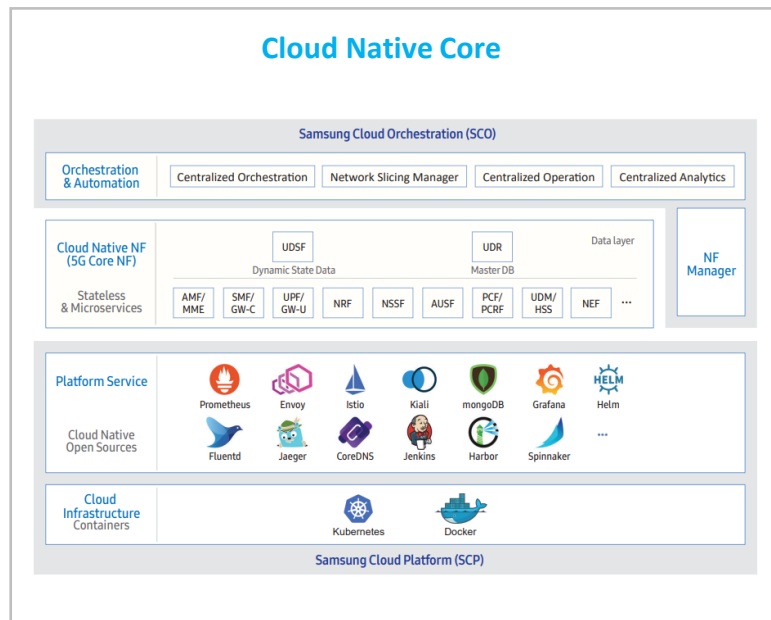 Cloud Native Core
Samsung Cloud Orchestration (SCO)
Orchestration
& Automation
Centralized Orchestration
Network Slicing Manager
Centralized Operation
Centralized Analytics
Cloud Native NF
(5G Core NF)
Stateless
& Microservices
UDSF
Dynamic State Data
UDR
Master DB
Data layer
AMF/
MME
SMF/
GW-C
UPF/
GW-U
NRF
NSSF
AUSF
PCF/
PCRF
UDM/
HSS
NEF
...
NF
Manager
Platform Service
Cloud Native
Open Sources
Prometheus
Envoy
Istio
Kiali
mongoDB
Grafana
HELM
Helm
Fluentd
Jaeger
CoreDNS
Jenkins
Harbor
Spinnaker
...
Cloud
Infrastructure
Containers
Kubernetes
Docker
Samsung Cloud Platform (SCP)